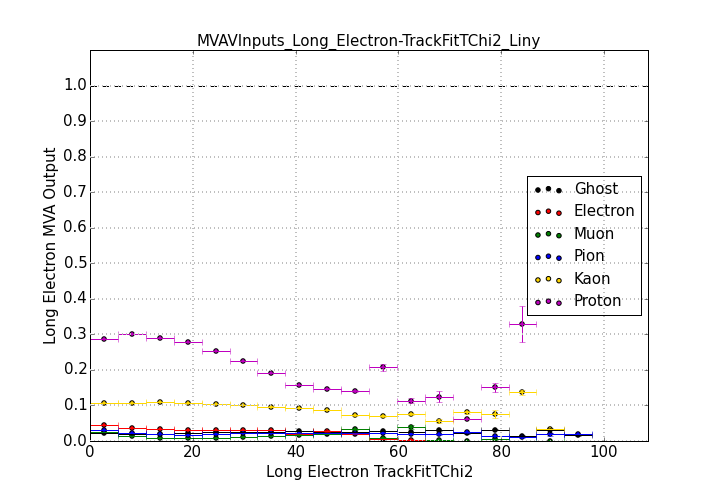 MVAVInputs_Long_Electron-TrackFitTChi2_Liny
Long Electron MVA Output
1.0
0.9
0.8
0.7
0.6
0.5
0.4
0.3
0.2
0.1
0.0
Ghost
Electron
Muon
Pion
Kaon
Proton
0 20 40 60 80 100
Long Electron TrackFitTChi2